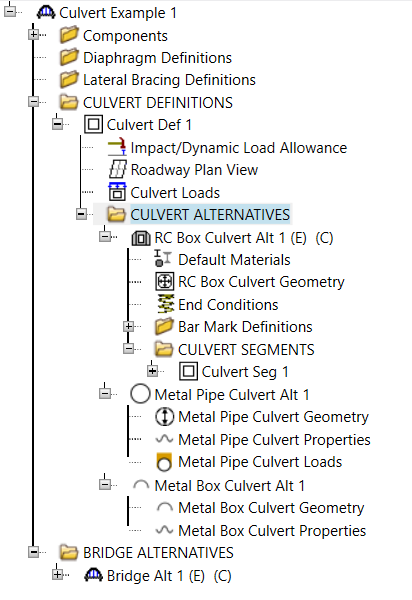 Culvert Example 1
Components
Diaphragm Definitions
Lateral Bracing Definitions
CULVERT DEFINITIONS
Culvert Def 1
Impact/Dynamic Load Allowance
Roadway Plan View
Culvert Loads
CULVERT ALTERNATIVES
RC Box Culvert Alt 1 (E) (C)
Default Materials
RC Box Culvert Geometry
End Conditions
Bar Mark Definitions
CULVERT SEGMENTS
Culvert Seg 1
Metal Pipe Culvert Alt 1
Metal Pipe Culvert Geometry
Metal Pipe Culvert Properties
Metal Pipe Culvert Loads
Metal Box Culvert Alt 1
Metal Box Culvert Geometry
Metal Box Culvert Properties
BRIDGE ALTERNATIVES
Bridge Alt 1 (E) (C)